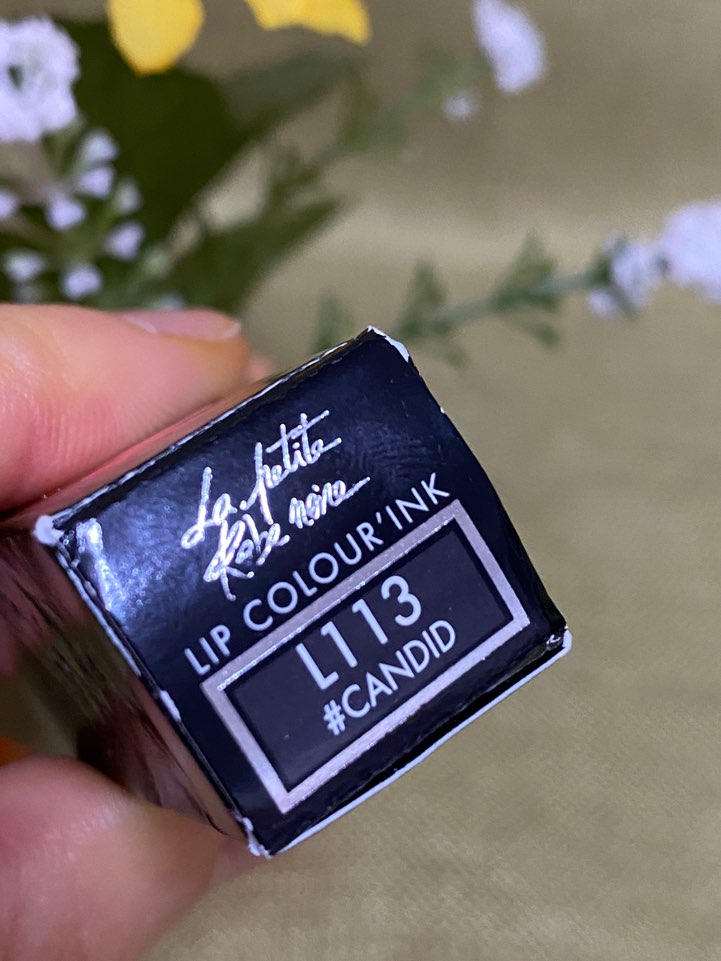 La petite
Robe noire
LIP COLOUR'INK
L113
#CANDID